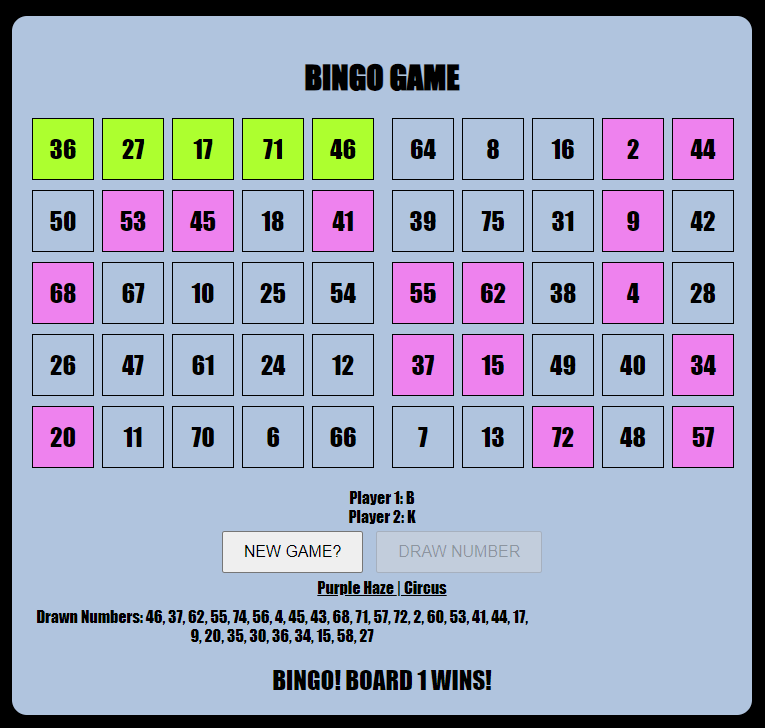 BINGO GAME
36 27 17 71 46 64 8 16 2 44
50 53 45 18 41 39 75 31 9 42
68 67 10 25 54 55 62 38 4 28
26 47 61 24 12 37 15 49 40 34
20 11 70 6 66 7 13 72 48 57
Player 1: B
Player 2: K
NEW GAME? DRAW NUMBER
Purple Haze | Circus
Drawn Numbers: 46, 37, 62, 55, 74, 56, 4, 45, 43, 68, 71, 57, 72, 2, 60, 53, 41, 44, 17,
9, 20, 35, 30, 36, 34, 15, 58, 27
BINGO! BOARD 1 WINS!